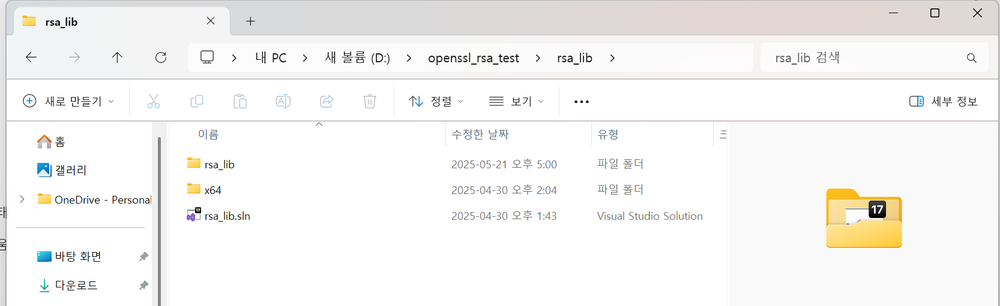 rsa_lib
내 PC 새 볼륨 (D:) openssl_rsa_test rsa_lib rsa_lib 검색
새로 만들기 정렬 보기 세부 정보
이름 수정한 날짜 유형
홈
rsa_lib 2025-05-21 오후 5:00 파일 폴더
갤러리
x64 2025-04-30 오후 2:04 파일 폴더
OneDrive - Personal
rsa_lib.sln 2025-04-30 오후 1:43 Visual Studio Solution
17
17
바탕 화면
다운로드